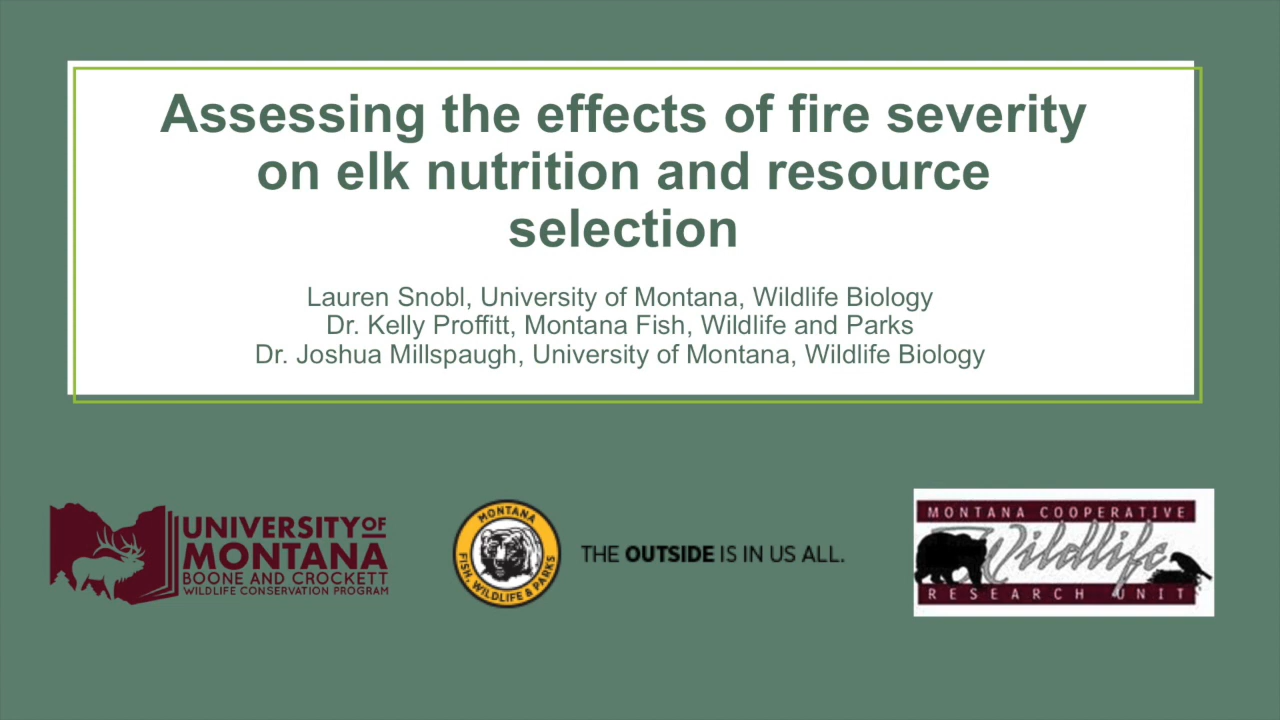 Assessing the effects of fire severity
on elk nutrition and resource
selection
Lauren Snobl, University of Montana, Wildlife Biology
Dr. Kelly Proffitt, Montana Fish, Wildlife and Parks
Dr. Joshua Millspaugh, University of Montana, Wildlife Biology
UNIVERSITY OF
MONTANA
BOONE AND CROCKETT
WILDLIFE CONSERVATION PROGRAM
MONTANA
FISH, WILDLIFE & PARKS
THE OUTSIDE IS IN US ALL.
MONTANA COOPERATIVE
Wildlife
RESEARCH UNIT